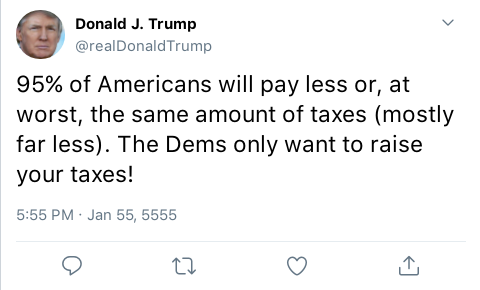 Donald J. Trump
@realDonaldTrump
95% of Americans will pay less or, at
worst, the same amount of taxes (mostly
far less). The Dems only want to raise
your taxes!
5:55 PM · Jan 55, 5555